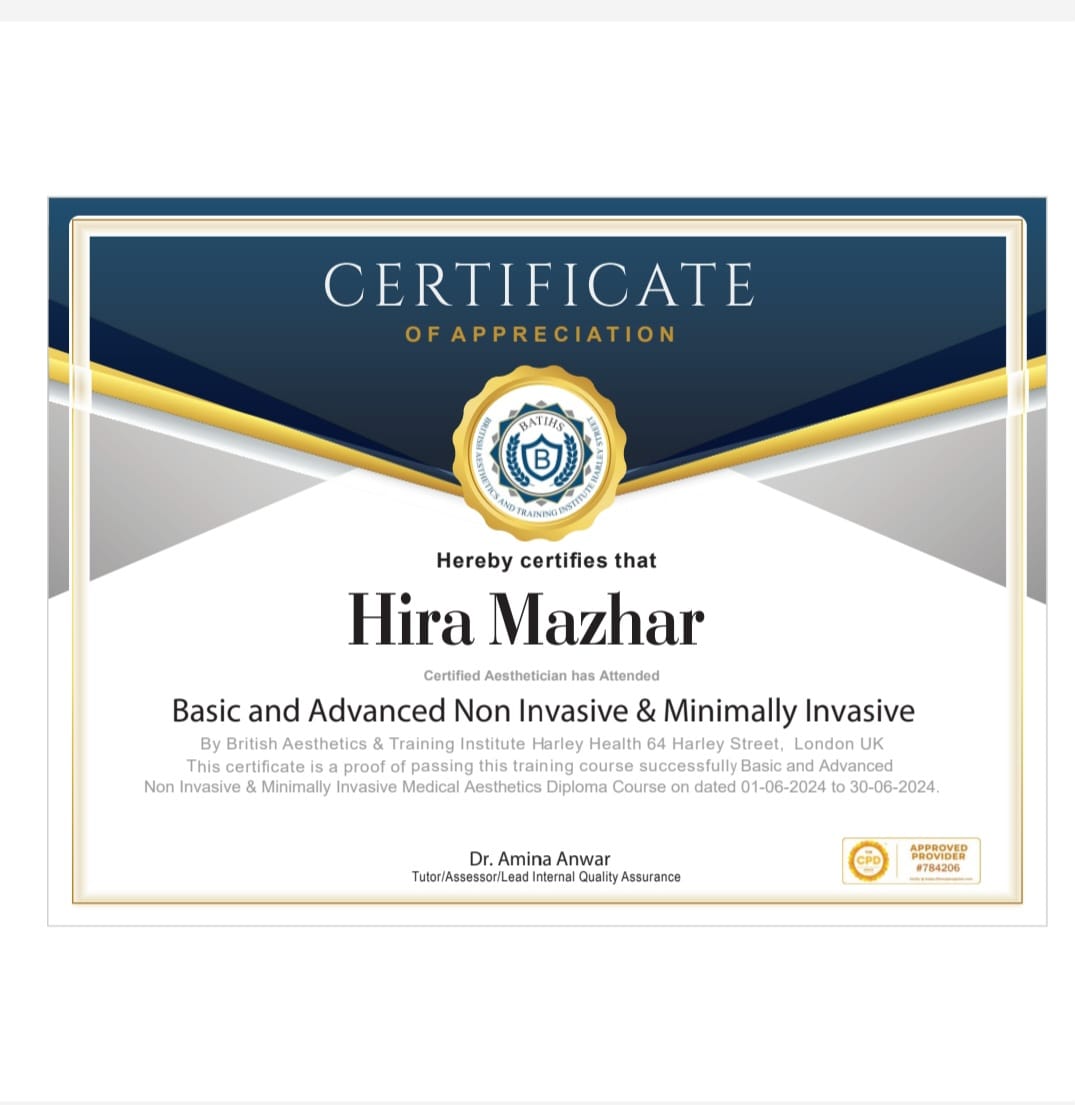 CERTIFICATE
OF APPRECIATION
BATIHS
BRITISH AESTHETICS AND TRAINING INSTITUTE HARLEY STREET
B
Hereby certifies that
Hira Mazhar
Certified Aesthetician has Attended
Basic and Advanced Non Invasive & Minimally Invasive
By British Aesthetics & Training Institute Harley Health 64 Harley Street, London UK
This certificate is a proof of passing this training course successfully Basic and Advanced
Non Invasive & Minimally Invasive Medical Aesthetics Diploma Course on dated 01-06-2024 to 30-06-2024.
Dr. Amina Anwar
Tutor/Assessor/Lead Internal Quality Assurance
CPD
APPROVED
PROVIDER
#784206